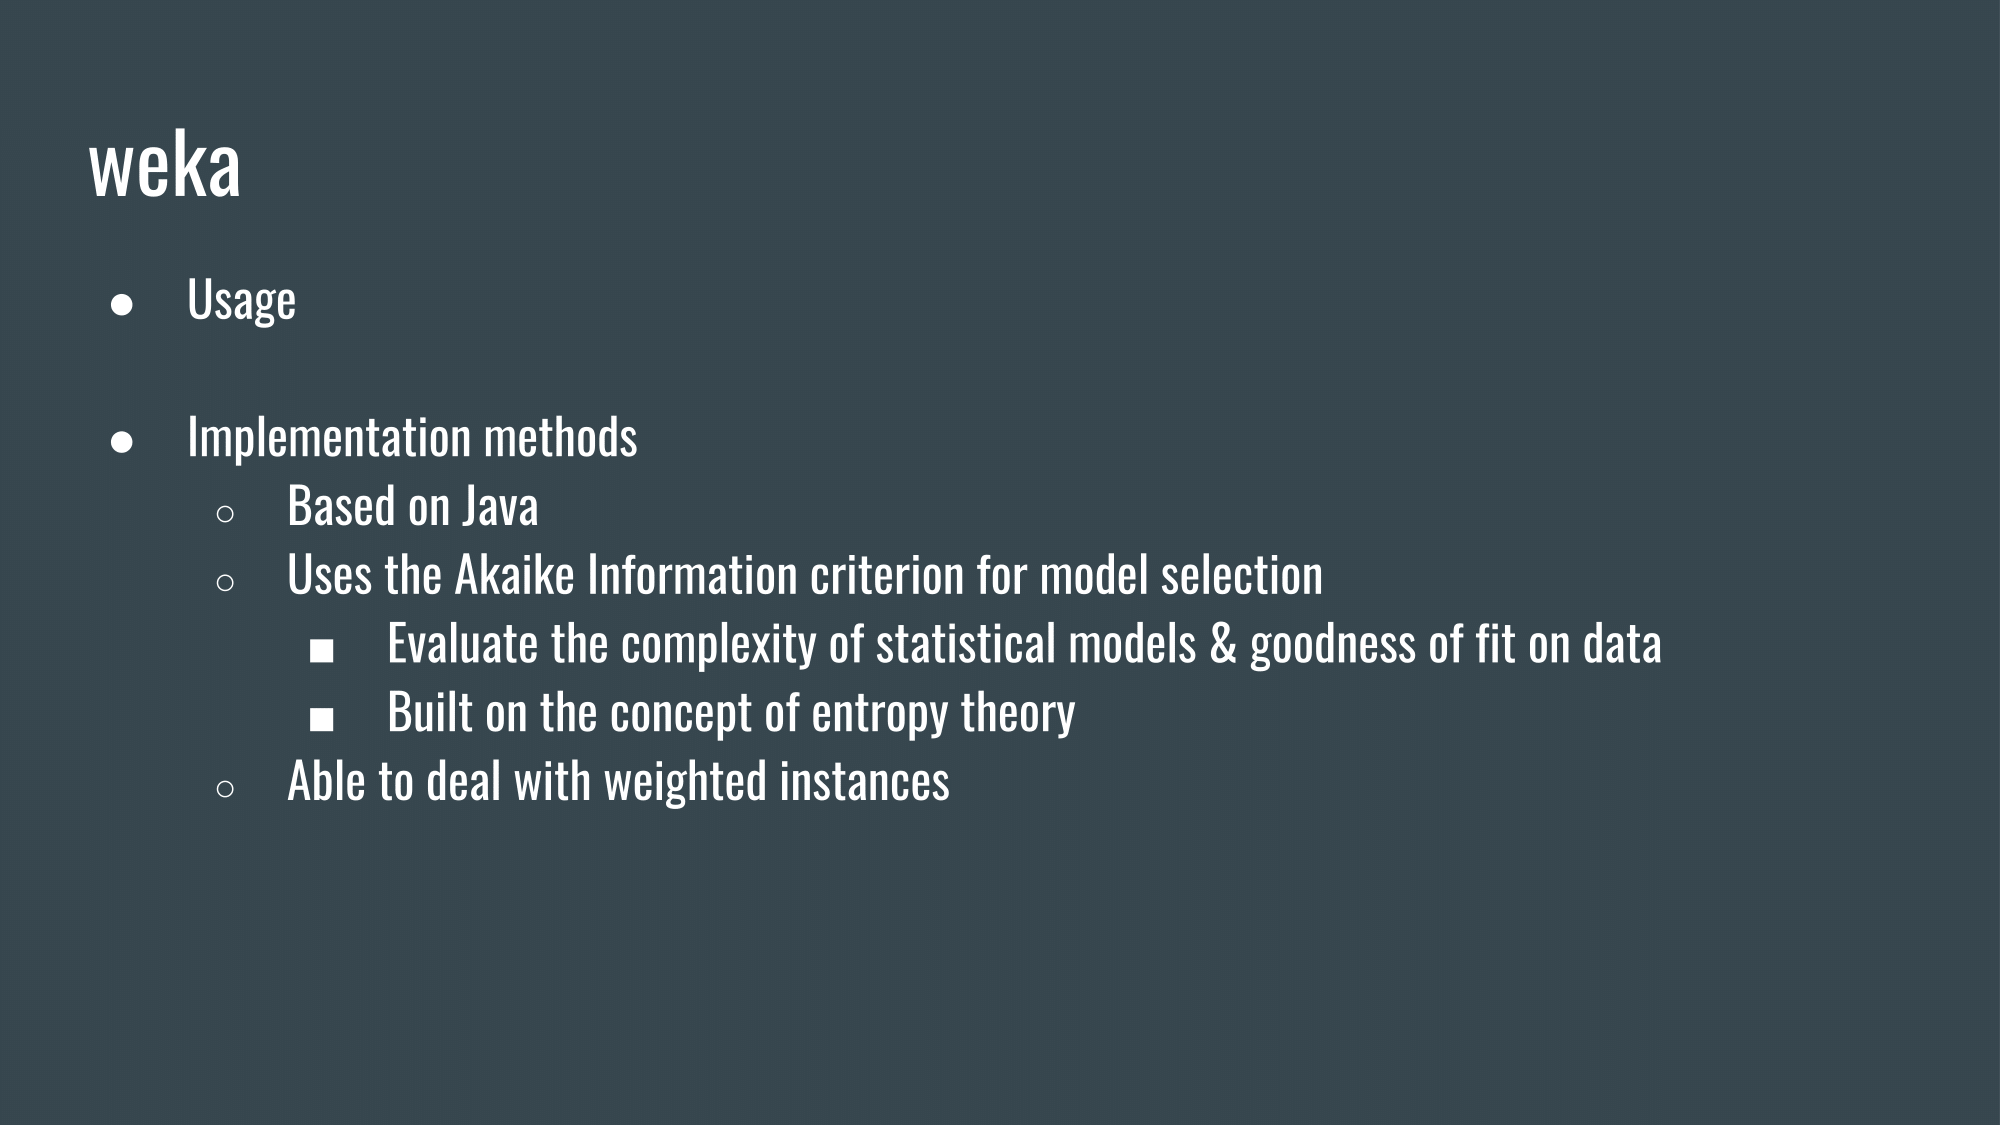 weka
● Usage
● Implementation methods
○ Based on Java
○ Uses the Akaike Information criterion for model selection
■ Evaluate the complexity of statistical models & goodness of fit on data
■ Built on the concept of entropy theory
○ Able to deal with weighted instances